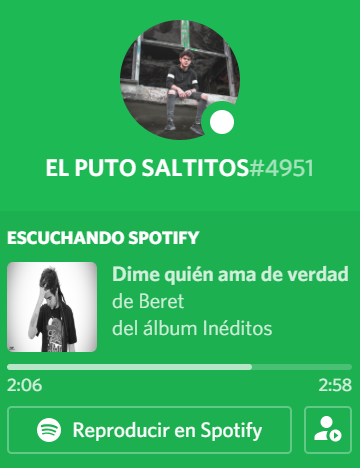 EL PUTO SALTITOS#4951
ESCUCHANDO SPOTIFY
Dime quién ama de verdad
de Beret
del álbum Inéditos
2:06 2:58
Reproducir en Spotify